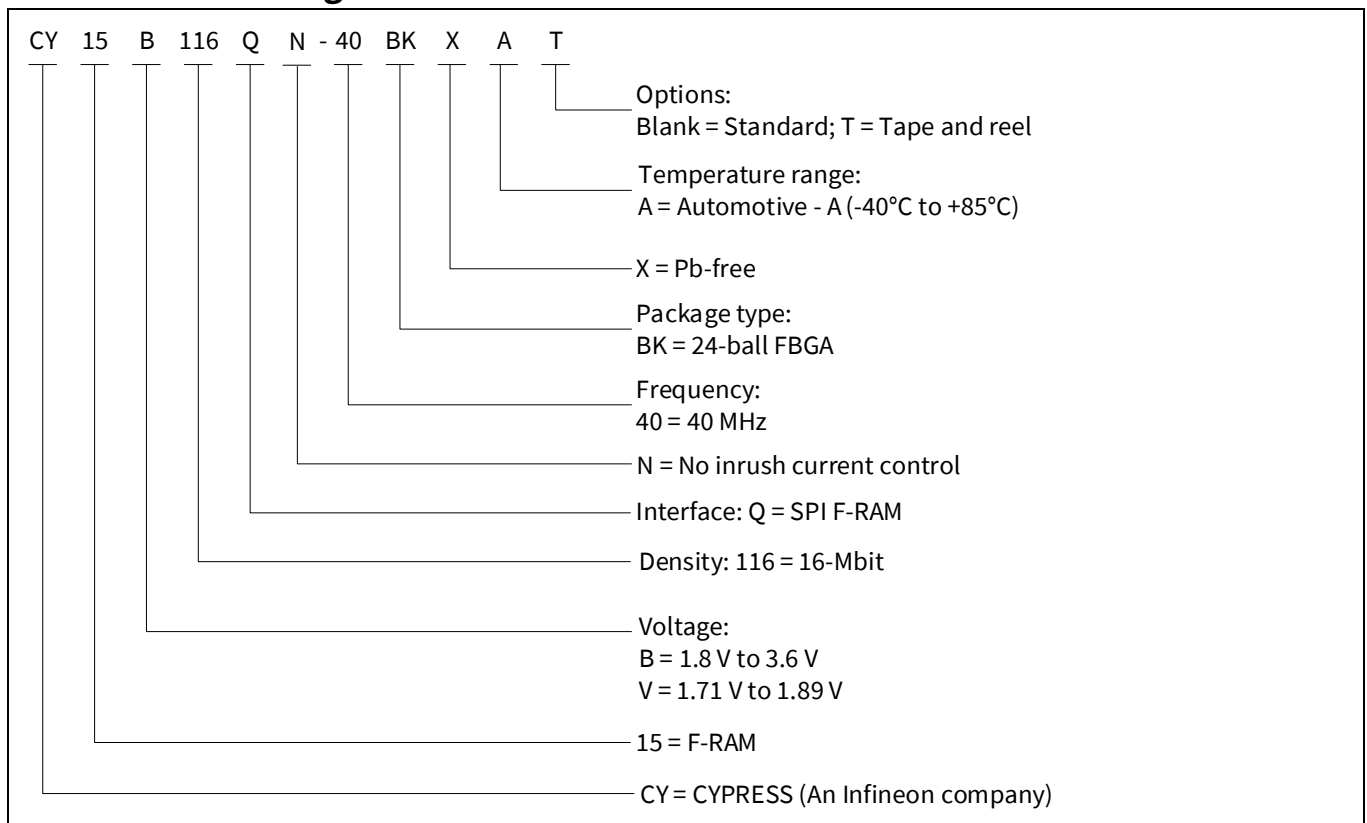 CY 15 B 116 Q N - 40 BK X A T
Options:
Blank = Standard; T = Tape and reel
Temperature range:
A = Automotive - A (-40°C to +85°C)
X = Pb-free
Package type:
BK = 24-ball FBGA
Frequency:
40 = 40 MHz
N = No inrush current control
Interface: Q = SPI F-RAM
Density: 116 = 16-Mbit
Voltage:
B = 1.8 V to 3.6 V
V = 1.71 V to 1.89 V
15 = F-RAM
CY = CYPRESS (An Infineon company)